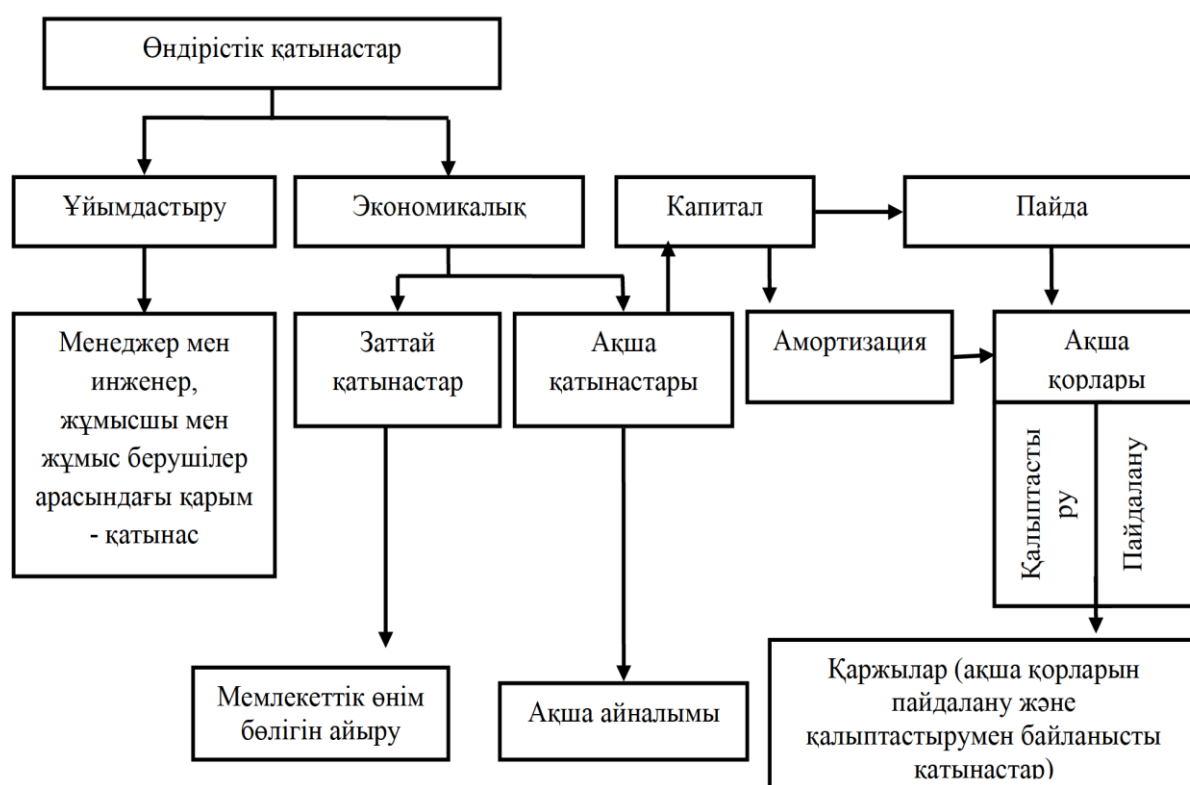 Өндірістік қатынастар
Ұйымдастыру
Экономикалық
Капитал
Пайда
Менеджер мен
инженер,
жұмысшы мен
жұмыс берушілер
арасындағы қарым
- қатынас
Заттай
қатынастар
Ақша
қатынастары
Амортизация
Ақша
қорлары
Қалыптасты
ру
Пайдалану
Мемлекеттік өнім
бөлігін айыру
Ақша айналымы
Қаржылар (ақша қорларын
пайдалану және
қалыптастырумен байланысты
қатынастар)